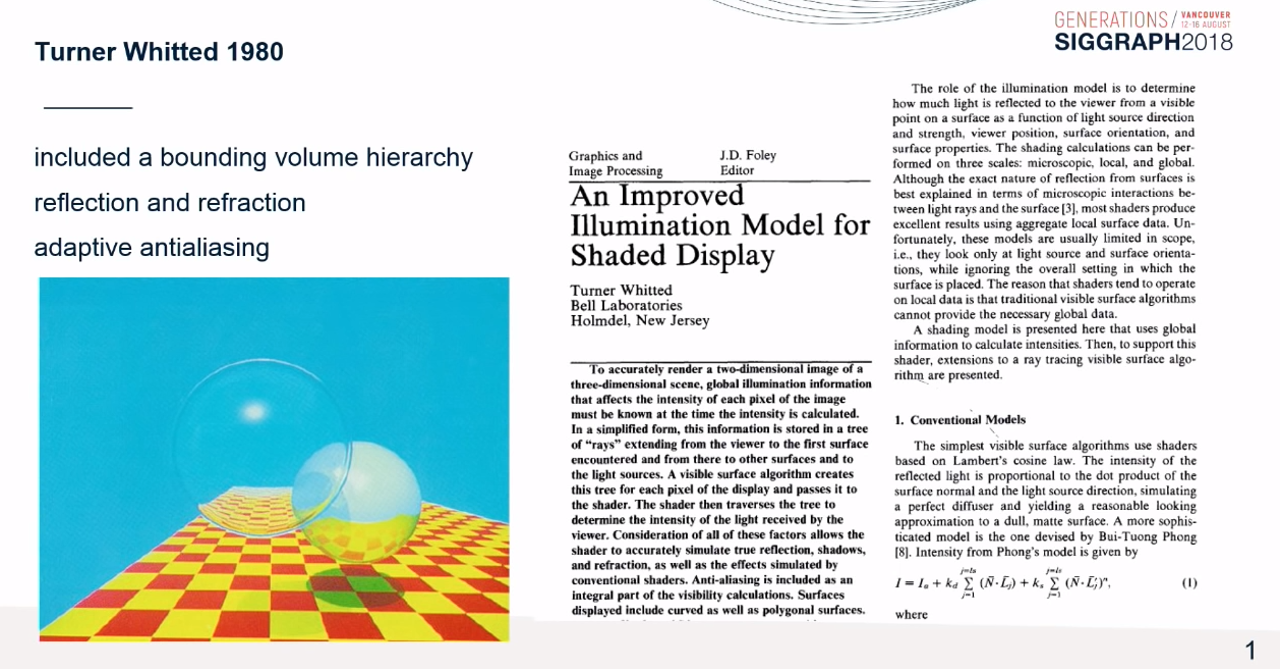 Turner Whitted 1980
GENERATIONS / VANCOUVER
12-16 AUGUST
SIGGRAPH2018
included a bounding volume hierarchy
reflection and refraction
adaptive antialiasing
Graphics and
Image Processing
J.D. Foley
Editor
An Improved
Illumination Model for
Shaded Display
Turner Whitted
Bell Laboratories
Holmdel, New Jersey
To accurately render a two-dimensional image of a
three-dimensional scene, global illumination information
that affects the intensity of each pixel of the image
must be known at the time the intensity is calculated.
In a simplified form, this information is stored in a tree
of “rays” extending from the viewer to the first surface
encountered and from there to other surfaces and to
the light sources. A visible surface algorithm creates
this tree for each pixel of the display and passes it to
the shader. The shader then traverses the tree to
determine the intensity of the light received by the
viewer. Consideration of all of these factors allows the
shader to accurately simulate true reflection, shadows,
and refraction, as well as the effects simulated by
conventional shaders. Anti-aliasing is included as an
integral part of the visibility calculations. Surfaces
displayed include curved as well as polygonal surfaces.
The role of the illumination model is to determine
how much light is reflected to the viewer from a visible
point on a surface as a function of light source direction
and strength, viewer position, surface orientation, and
surface properties. The shading calculations can be per-
formed on three scales: microscopic, local, and global.
Although the exact nature of reflection from surfaces is
best explained in terms of microscopic interactions be-
tween light rays and the surface [3], most shaders produce
excellent results using aggregate local surface data. Un-
fortunately, these models are usually limited in scope,
i.e., they look only at light source and surface orienta-
tions, while ignoring the overall setting in which the
surface is placed. The reason that shaders tend to operate
on local data is that traditional visible surface algorithms
cannot provide the necessary global data.
A shading model is presented here that uses global
information to calculate intensities. Then, to support this
shader, extensions to a ray tracing visible surface algo-
rithm are presented.
1. Conventional Models
The simplest visible surface algorithms use shaders
based on Lambert's cosine law. The intensity of the
reflected light is proportional to the dot product of the
surface normal and the light source direction, simulating
a perfect diffuser and yielding a reasonable looking
approximation to a dull, matte surface. A more sophis-
ticated model is the one devised by Bui-Tuong Phong
[8]. Intensity from Phong's model is given by
I = Iₐ + k_d Σ_{j=1}^{j=ls} (N̄·L̄_j) + k_s Σ_{j=1}^{j=ls} (N̄·L̄′_j)ⁿ, (1)
where
1